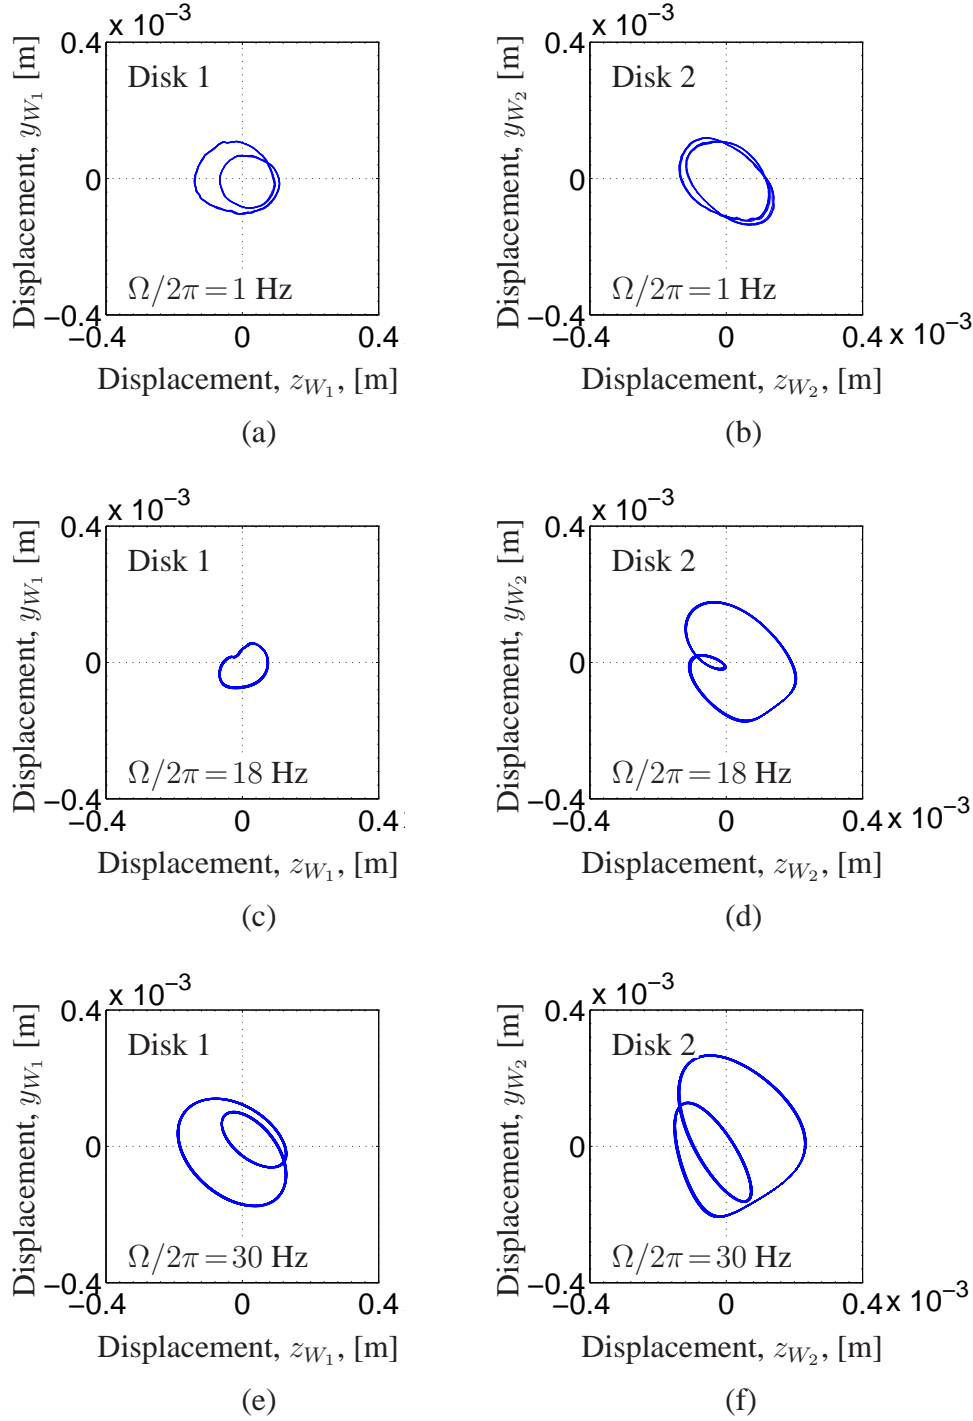 x 10⁻³ x 10⁻³
0.4 0.4
Displacement, y_{W_1} [m] Displacement, y_{W_2} [m]
Disk 1 Disk 2
0 0
Ω/2π = 1 Hz Ω/2π = 1 Hz
−0.4 −0.4
−0.4 0 0.4 −0.4 0 0.4 x 10⁻³
Displacement, z_{W_1}, [m] Displacement, z_{W_2}, [m]
(a) (b)
x 10⁻³ x 10⁻³
0.4 0.4
Displacement, y_{W_1} [m] Displacement, y_{W_2} [m]
Disk 1 Disk 2
0 0
Ω/2π = 18 Hz Ω/2π = 18 Hz
−0.4 −0.4
−0.4 0 0.4 −0.4 0 0.4 x 10⁻³
Displacement, z_{W_1}, [m] Displacement, z_{W_2}, [m]
(c) (d)
x 10⁻³ x 10⁻³
0.4 0.4
Displacement, y_{W_1} [m] Displacement, y_{W_2} [m]
Disk 1 Disk 2
0 0
Ω/2π = 30 Hz Ω/2π = 30 Hz
−0.4 −0.4
−0.4 0 0.4 −0.4 0 0.4 x 10⁻³
Displacement, z_{W_1}, [m] Displacement, z_{W_2}, [m]
(e) (f)